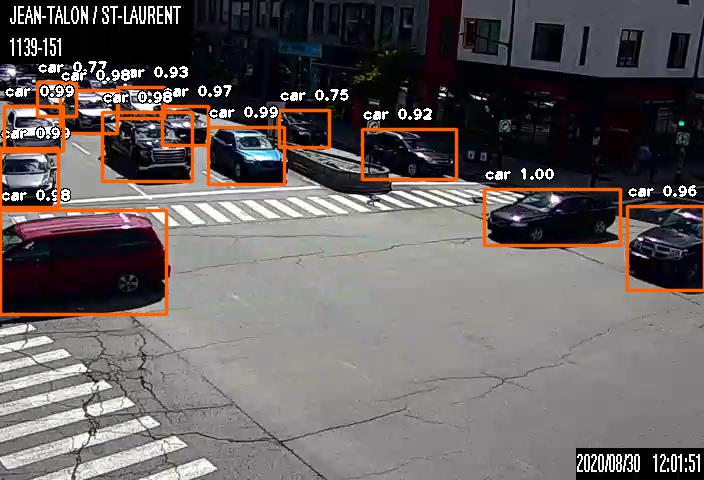 JEAN-TALON / ST-LAURENT
1139-151
car 0.77
car 0.98
car 0.93
car 0.99
car 0.98
car 0.97
car 0.99
car 0.75
car 0.92
car 0.99
car 0.98
car 1.00
car 0.96
2020/08/30 12:01:51